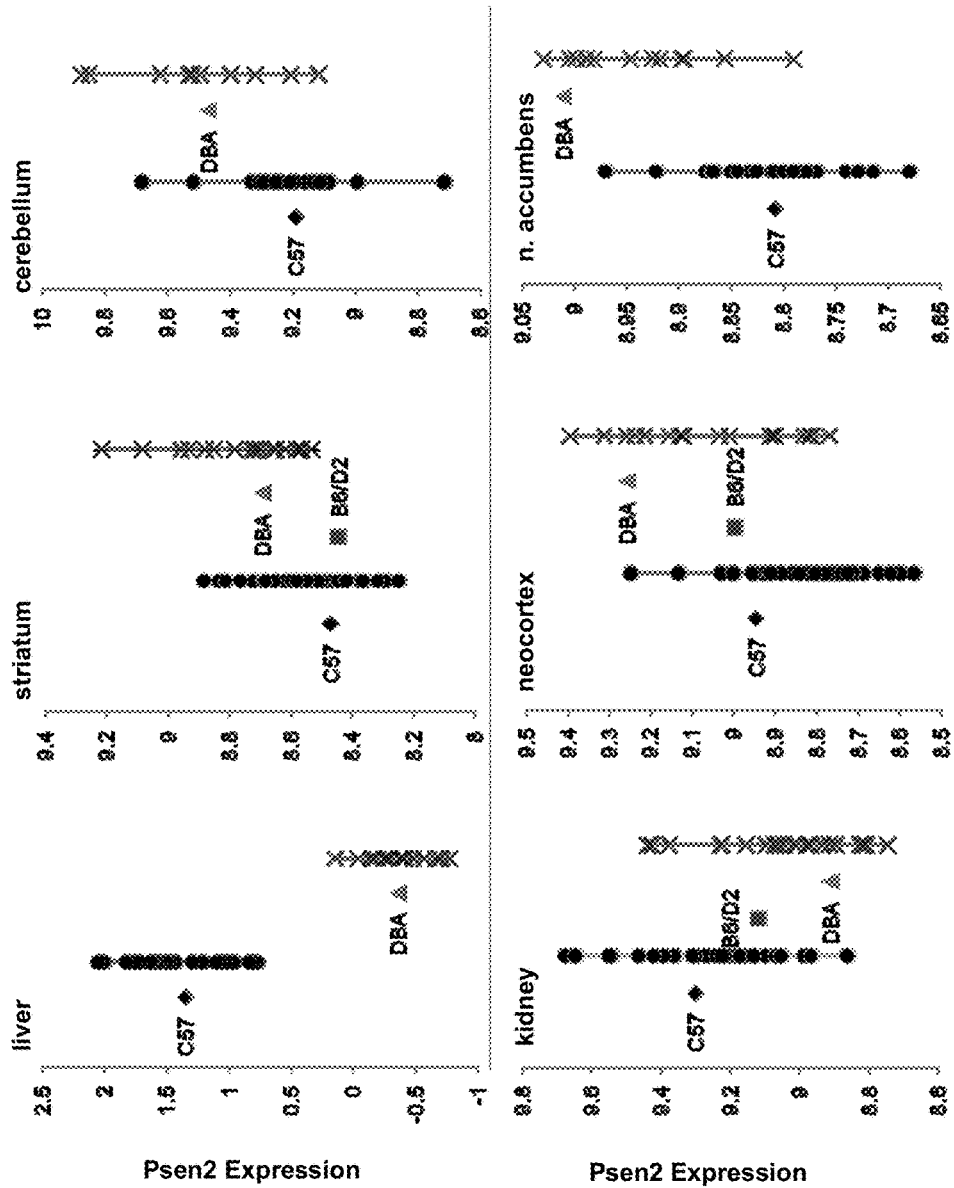 Psen2 Expression
liver
2.5
2
1.5
1
0.5
0
-0.5
-1
C57
DBA
striatum
9.4
9.2
9
8.8
8.6
8.4
8.2
8
C57
DBA
B6/D2
cerebellum
10
9.8
9.6
9.4
9.2
9
8.8
8.6
C57
DBA
Psen2 Expression
kidney
9.8
9.6
9.4
9.2
9
8.8
8.6
C57
B6/D2
DBA
neocortex
9.5
9.4
9.3
9.2
9.1
9
8.9
8.8
8.7
8.6
8.5
C57
DBA
B6/D2
n. accumbens
9.05
9
8.95
8.9
8.85
8.8
8.75
8.7
8.65
C57
DBA